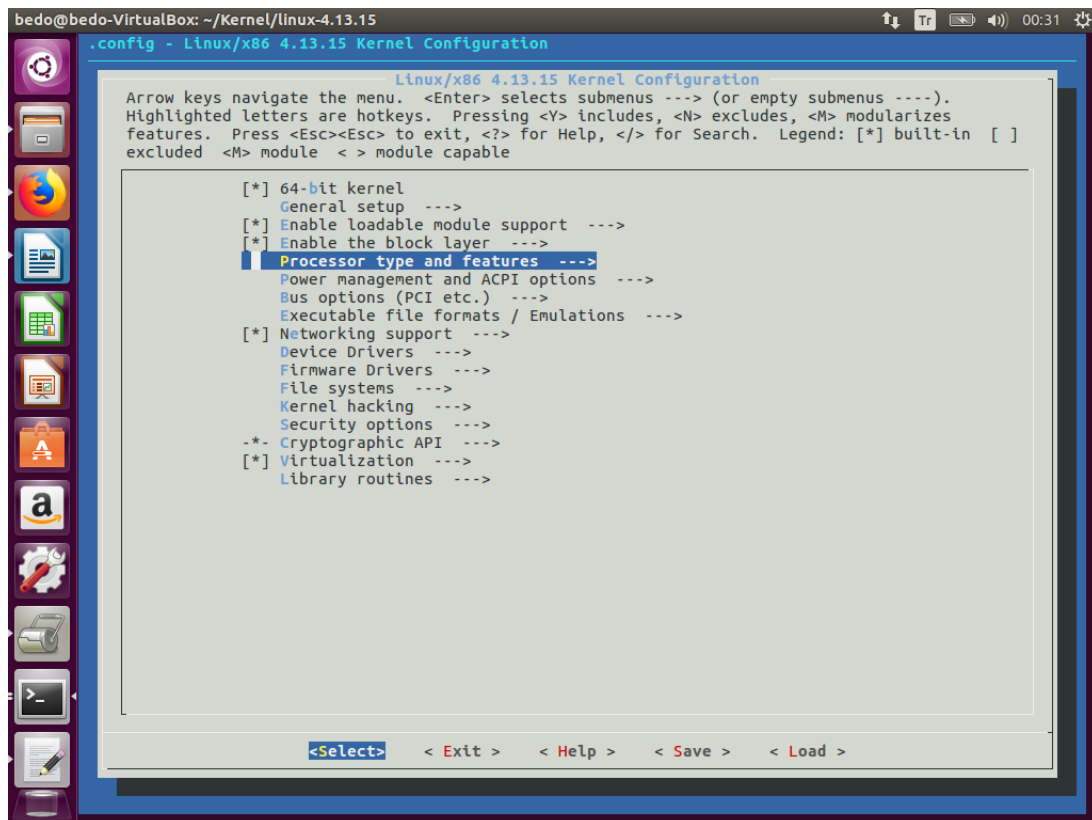 bedo@bedo-VirtualBox: ~/Kernel/linux-4.13.15 Tr 00:31
.config - Linux/x86 4.13.15 Kernel Configuration
Linux/x86 4.13.15 Kernel Configuration
Arrow keys navigate the menu.  <Enter> selects submenus ---> (or empty submenus ----).
Highlighted letters are hotkeys.  Pressing <Y> includes, <N> excludes, <M> modularizes
features.  Press <Esc><Esc> to exit, <?> for Help, </> for Search.  Legend: [*] built-in  [ ]
excluded  <M> module  < > module capable
[*] 64-bit kernel
General setup  --->
[*] Enable loadable module support  --->
[*] Enable the block layer  --->
Processor type and features  --->
Power management and ACPI options  --->
Bus options (PCI etc.)  --->
Executable file formats / Emulations  --->
[*] Networking support  --->
Device Drivers  --->
Firmware Drivers  --->
File systems  --->
Kernel hacking  --->
Security options  --->
-*- Cryptographic API  --->
[*] Virtualization  --->
Library routines  --->
<Select>    < Exit >    < Help >    < Save >    < Load >